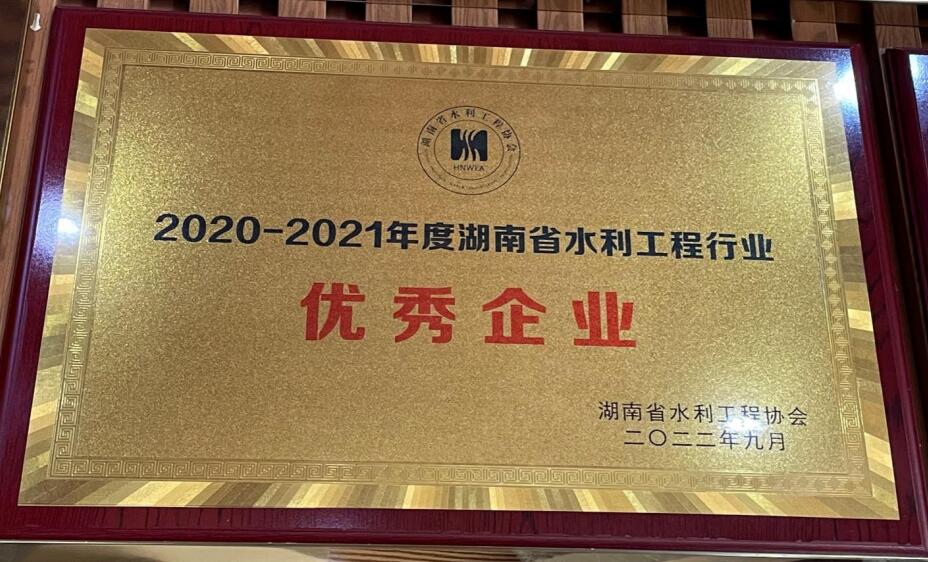 湖南省水利工程协会
HNWEA
2020-2021年度湖南省水利工程行业
优秀企业
湖南省水利工程协会
二〇二二年九月